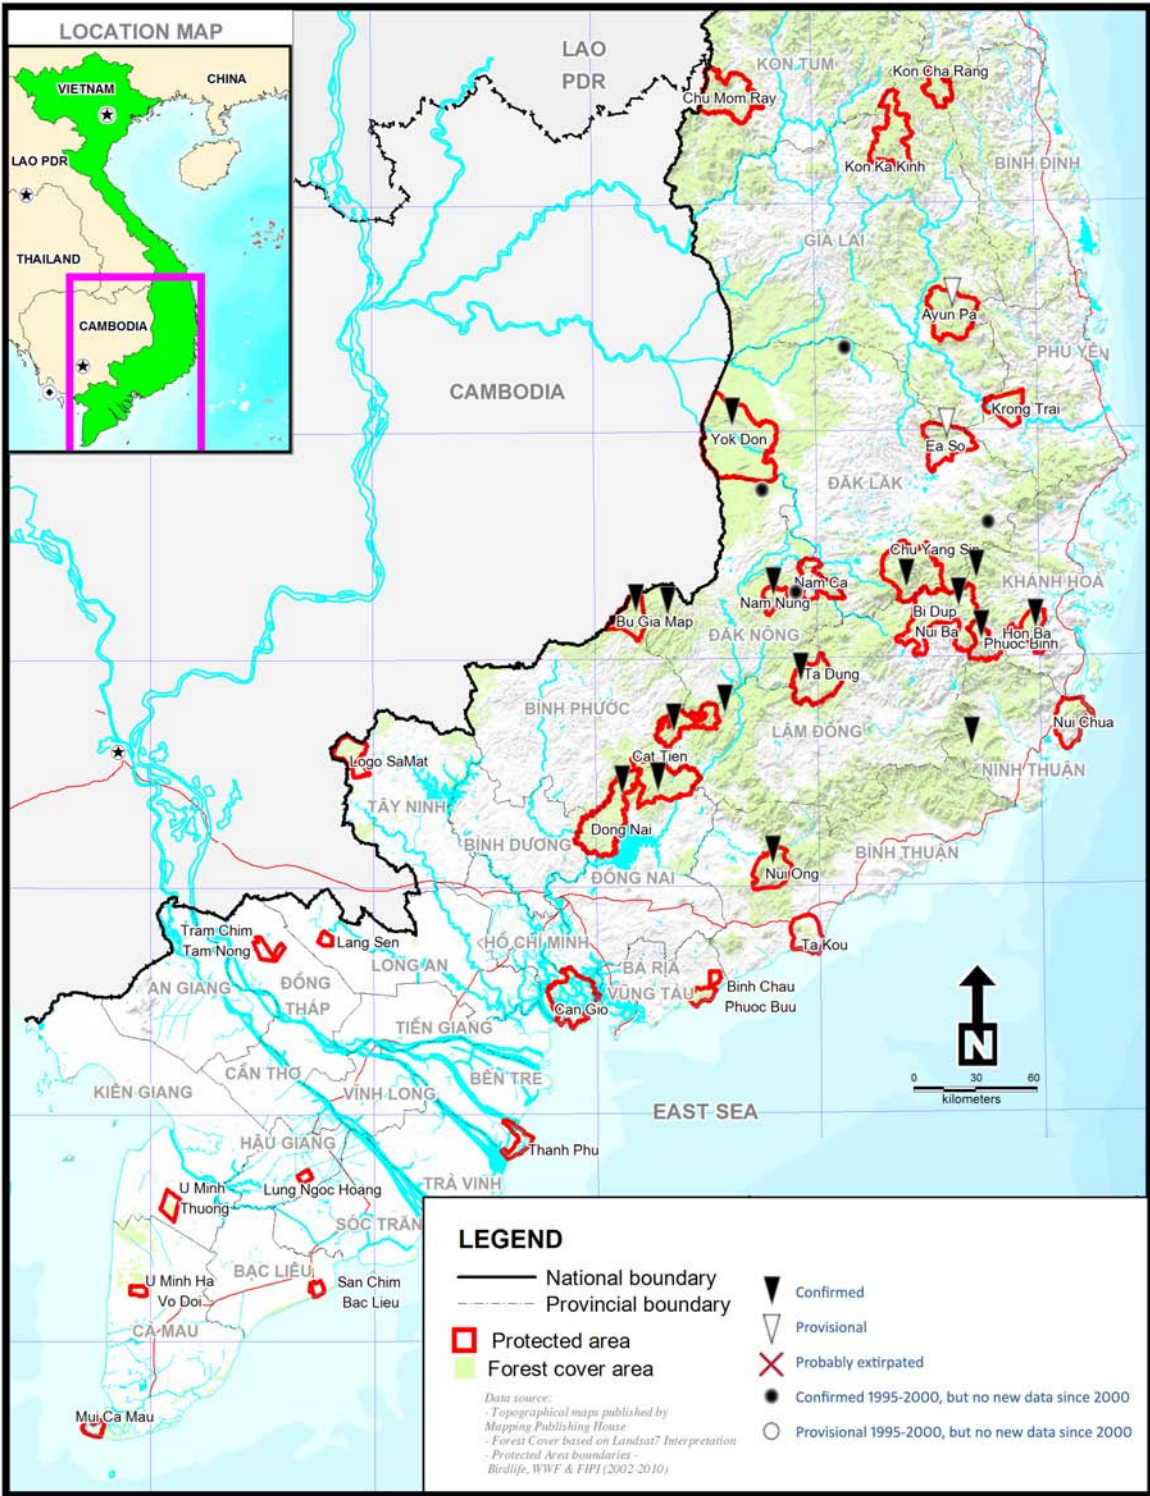 LOCATION MAP
CHINA
VIETNAM
LAO PDR
THAILAND
CAMBODIA
LAO
PDR
KON TUM
Kon Cha Rang
Chu Mom Ray
Kon Ka Kinh
BÌNH ĐỊNH
GIA LAI
Ayun Pa
PHÚ YÊN
CAMBODIA
Krong Trai
Yok Don
Ea So
ĐĂK LĂK
Chu Yang Sin
KHÁNH HOÀ
Nam Ca
Nam Nung
Bi Dup
Bu Gia Map
ĐĂK NÔNG
Nui Ba
Hon Ba
Phuoc Binh
Ta Dung
BÌNH PHƯỚC
Nui Chua
LÂM ĐỒNG
Logo SaMat
Cat Tien
NINH THUẬN
TÂY NINH
Dong Nai
BÌNH DƯƠNG
BÌNH THUẬN
Nui Ong
ĐỒNG NAI
Tram Chim
Tam Nong
Lang Sen
HỒ CHÍ MINH
Ta Kou
LONG AN
BÀ RỊA
VŨNG TÀU
AN GIANG
ĐỒNG
THÁP
Binh Chau
Phuoc Buu
Can Gio
TIỀN GIANG
N
CẦN THƠ
BẾN TRE
0 30 60
kilometers
KIÊN GIANG
VĨNH LONG
EAST SEA
HẬU GIANG
Thanh Phu
TRÀ VINH
U Minh
Thuong
Lung Ngoc Hoang
SÓC TRĂN
BẠC LIÊU
U Minh Ha
Vo Doi
San Chim
Bac Lieu
CÀ MAU
Mui Ca Mau
LEGEND
National boundary
Provincial boundary
Protected area
Forest cover area
Data source:
- Topographical maps published by
Mapping Publishing House
- Forest Cover based on Landsat7 Interpretation
- Protected Area boundaries -
Birdlife, WWF & FIPI (2002-2010)
Confirmed
Provisional
Probably extirpated
Confirmed 1995-2000, but no new data since 2000
Provisional 1995-2000, but no new data since 2000